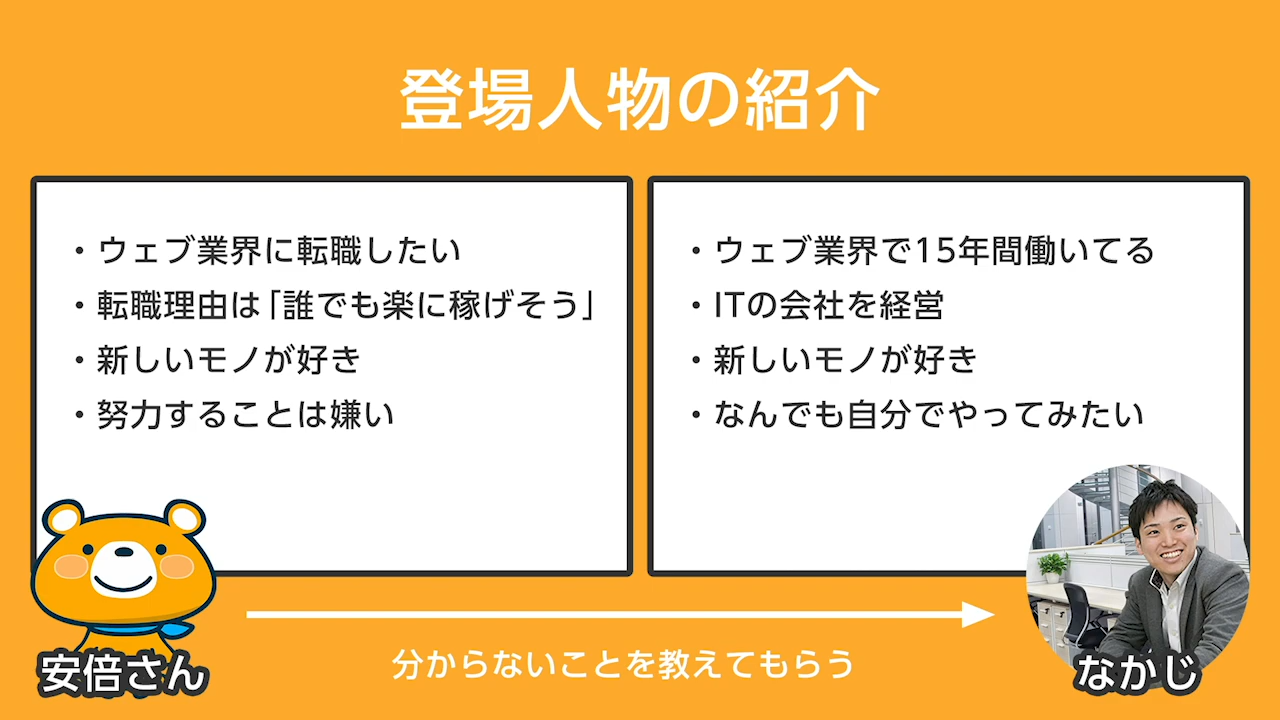 登場人物の紹介
・ウェブ業界に転職したい
・転職理由は「誰でも楽に稼げそう」
・新しいモノが好き
・努力することは嫌い
・ウェブ業界で15年間働いてる
・ITの会社を経営
・新しいモノが好き
・なんでも自分でやってみたい
安倍さん
分からないことを教えてもらう
なかじ